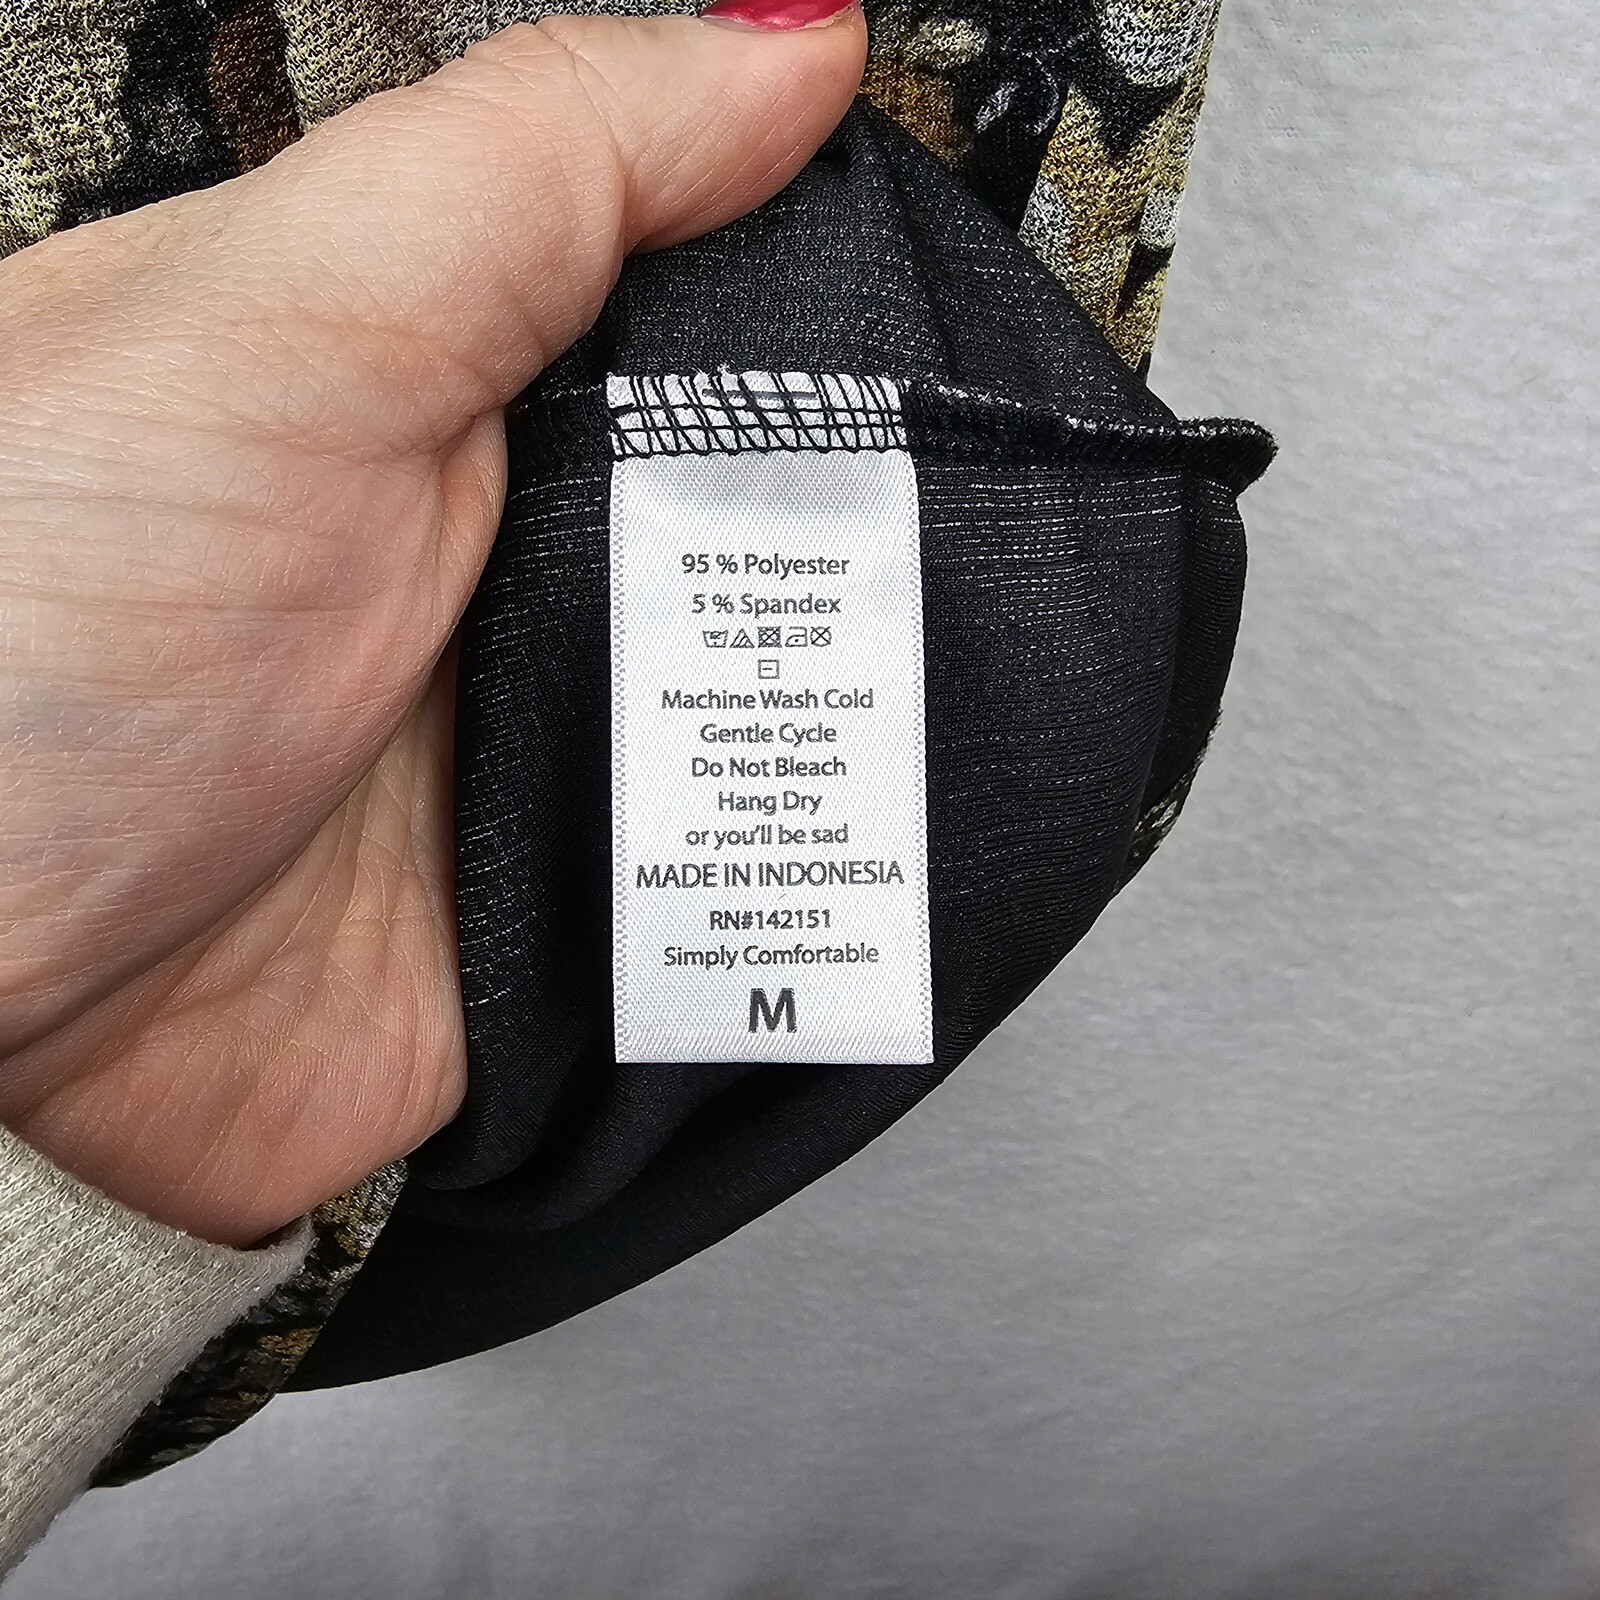 95 % Polyester
5 % Spandex
Machine Wash Cold
Gentle Cycle
Do Not Bleach
Hang Dry
or you'll be sad
MADE IN INDONESIA
RN#142151
Simply Comfortable
M